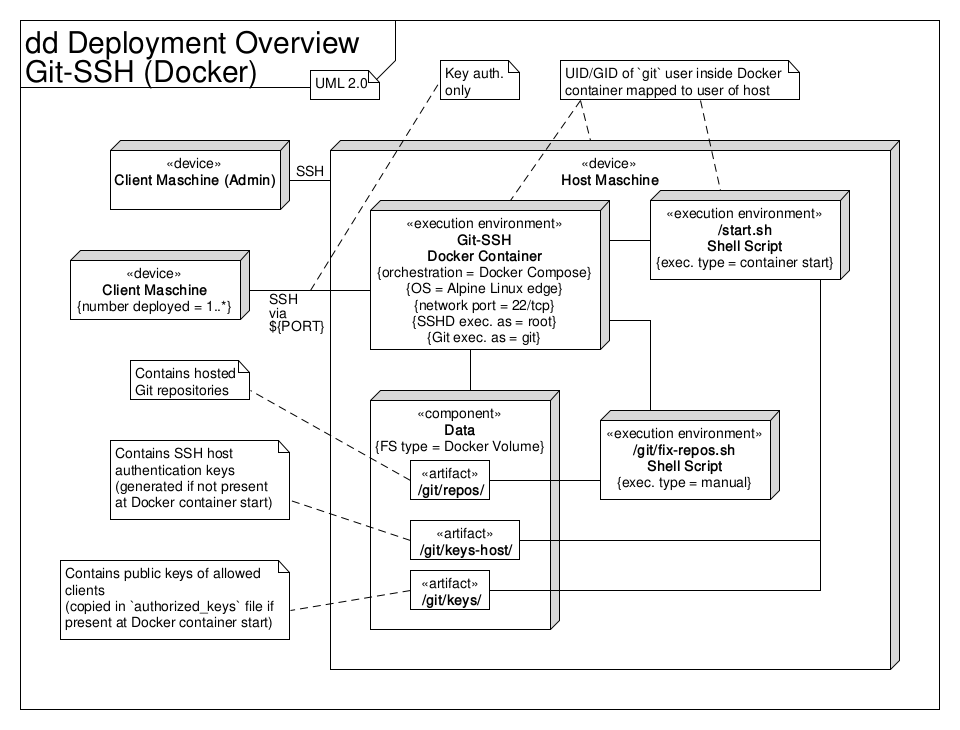 dd Deployment Overview
Git-SSH (Docker)
UML 2.0
Key auth.
only
UID/GID of `git` user inside Docker
container mapped to user of host
«device»
Client Maschine (Admin)
SSH
«device»
Host Maschine
«execution environment»
Git-SSH
Docker Container
{orchestration = Docker Compose}
{OS = Alpine Linux edge}
{network port = 22/tcp}
{SSHD exec. as = root}
{Git exec. as = git}
«execution environment»
/start.sh
Shell Script
{exec. type = container start}
«device»
Client Maschine
{number deployed = 1..*}
SSH
via
${PORT}
Contains hosted
Git repositories
«component»
Data
{FS type = Docker Volume}
«execution environment»
/git/fix-repos.sh
Shell Script
{exec. type = manual}
Contains SSH host
authentication keys
(generated if not present
at Docker container start)
«artifact»
/git/repos/
«artifact»
/git/keys-host/
Contains public keys of allowed
clients
(copied in `authorized_keys` file if
present at Docker container start)
«artifact»
/git/keys/